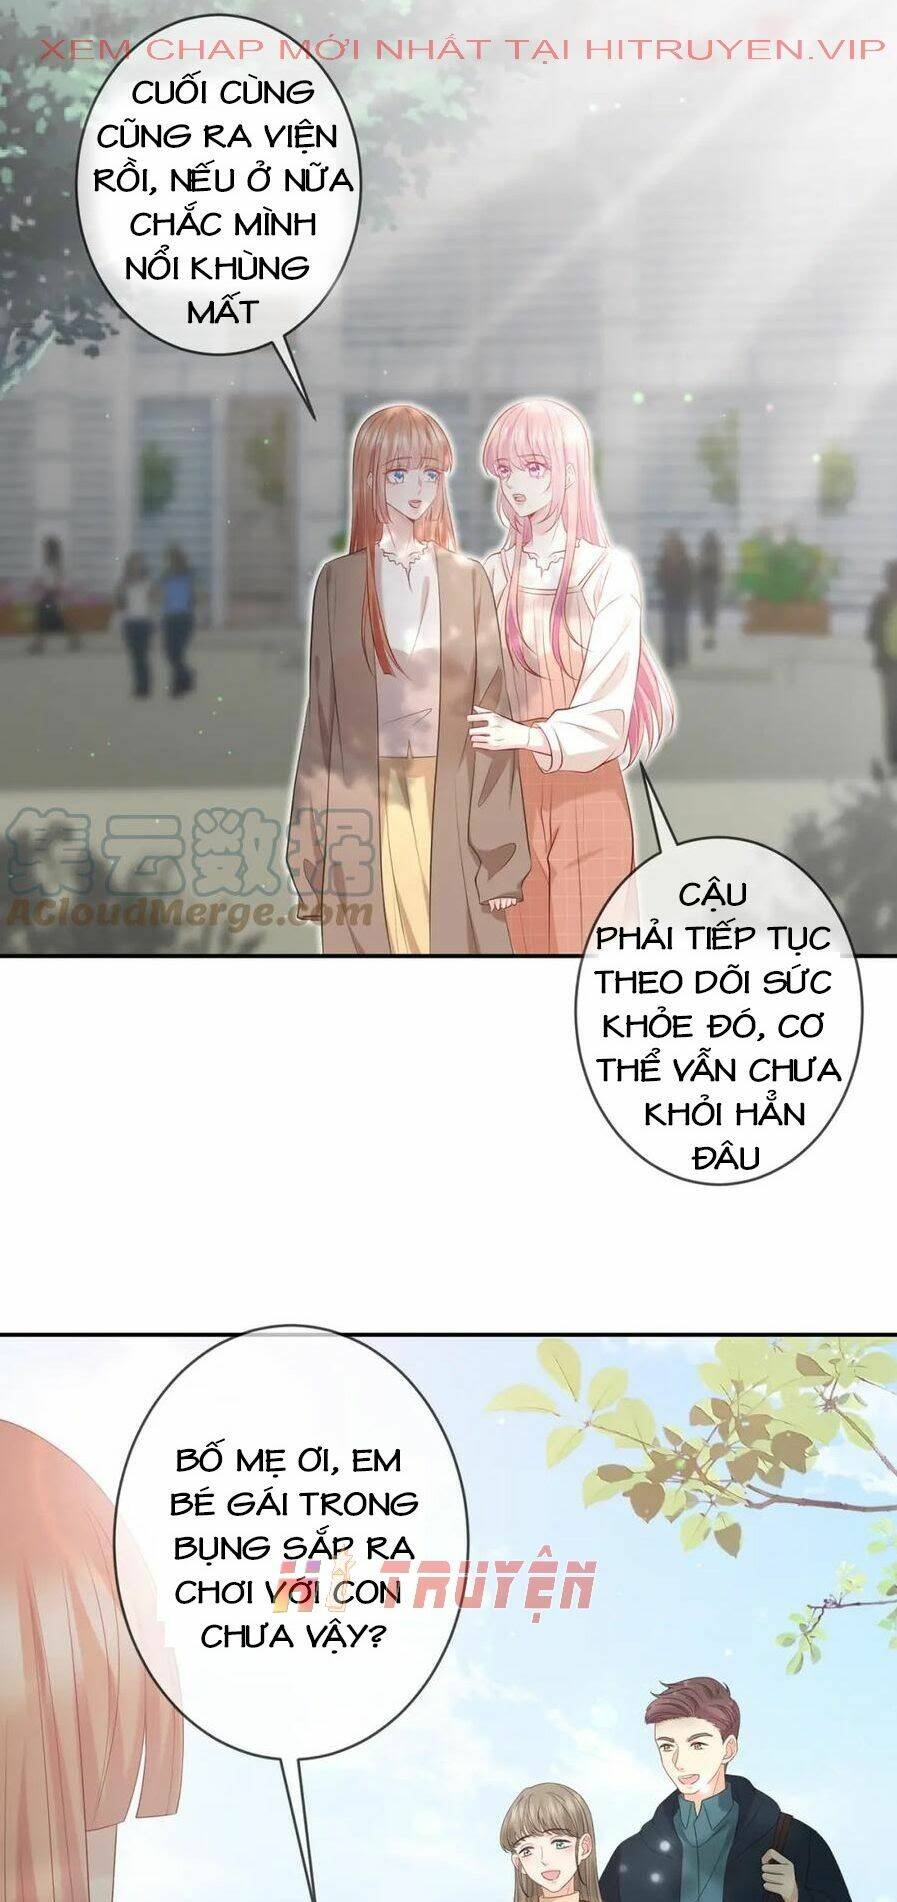 XEM CHAP MỚI NHẤT TẠI HITRUYEN.VIP
CUỐI CÙNG
CŨNG RA VIỆN
RỒI, NẾU Ở NỮA
CHẮC MÌNH
NỔI KHÙNG
MẤT
集云数据
ACloudMerge.com
CẬU
PHẢI TIẾP TỤC
THEO DÕI SỨC
KHỎE ĐÓ, CƠ
THỂ VẪN CHƯA
KHỎI HẲN
ĐÂU
BỐ MẸ ƠI, EM
BÉ GÁI TRONG
BỤNG SẮP RA
CHƠI VỚI CON
CHƯA VẬY?
HI TRUYỆN